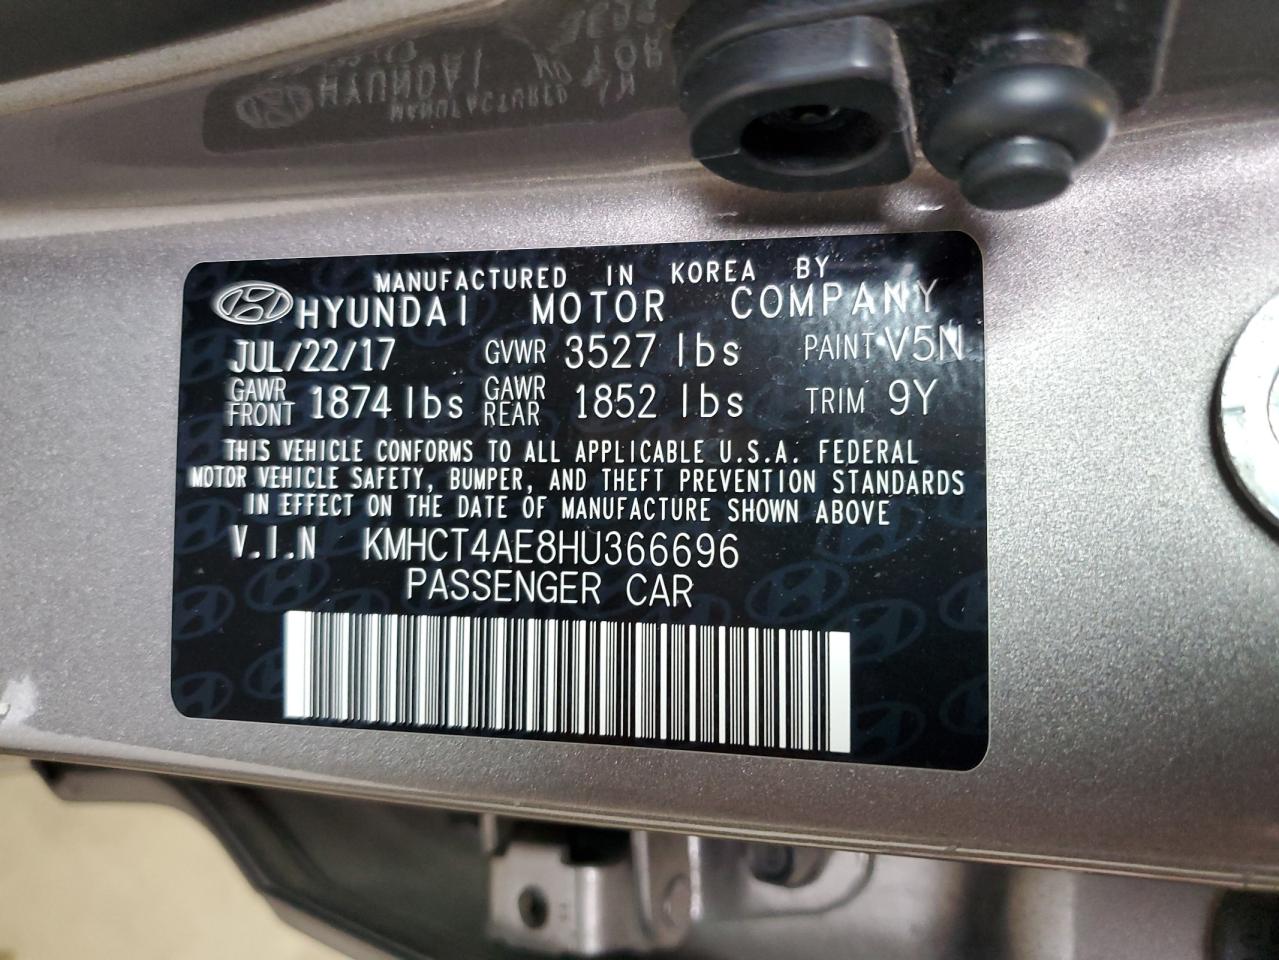 MANUFACTURED IN KOREA BY
HYUNDAI MOTOR COMPANY
JUL/22/17 GVWR 3527 lbs PAINT V5N
GAWR FRONT 1874 lbs GAWR REAR 1852 lbs TRIM 9Y
THIS VEHICLE CONFORMS TO ALL APPLICABLE U.S.A. FEDERAL
MOTOR VEHICLE SAFETY, BUMPER, AND THEFT PREVENTION STANDARDS
IN EFFECT ON THE DATE OF MANUFACTURE SHOWN ABOVE
V.I.N KMHCT4AE8HU366696
PASSENGER CAR